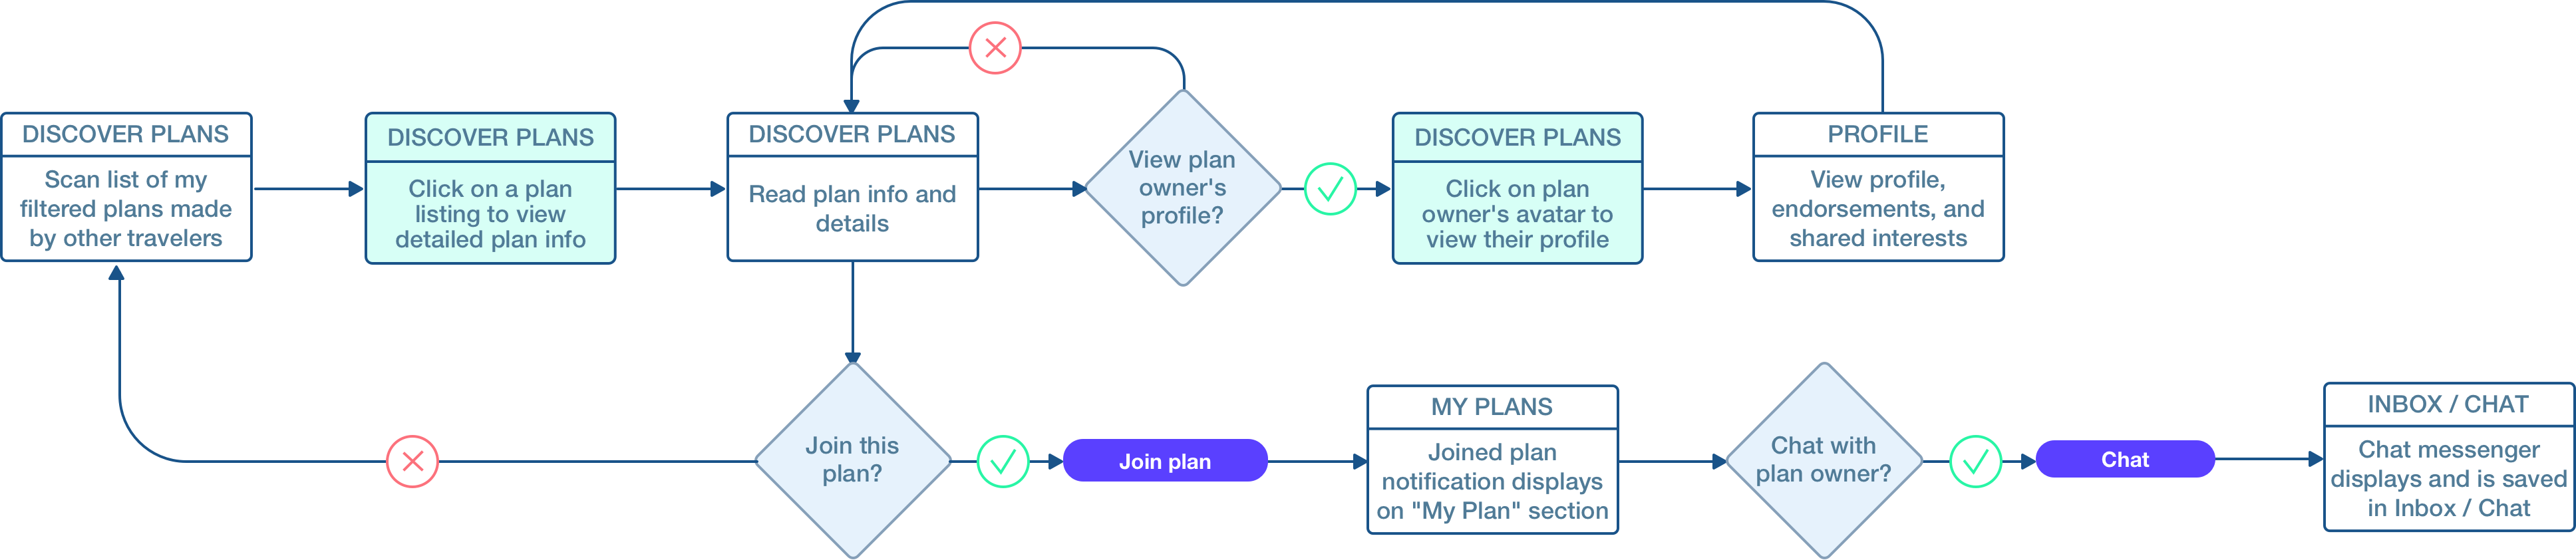 DISCOVER PLANS
Scan list of my
filtered plans made
by other travelers
DISCOVER PLANS
Click on a plan
listing to view
detailed plan info
DISCOVER PLANS
Read plan info and
details
View plan
owner's
profile?
DISCOVER PLANS
Click on plan
owner's avatar to
view their profile
PROFILE
View profile,
endorsements, and
shared interests
Join this
plan?
Join plan
MY PLANS
Joined plan
notification displays
on "My Plan" section
Chat with
plan owner?
Chat
INBOX / CHAT
Chat messenger
displays and is saved
in Inbox / Chat